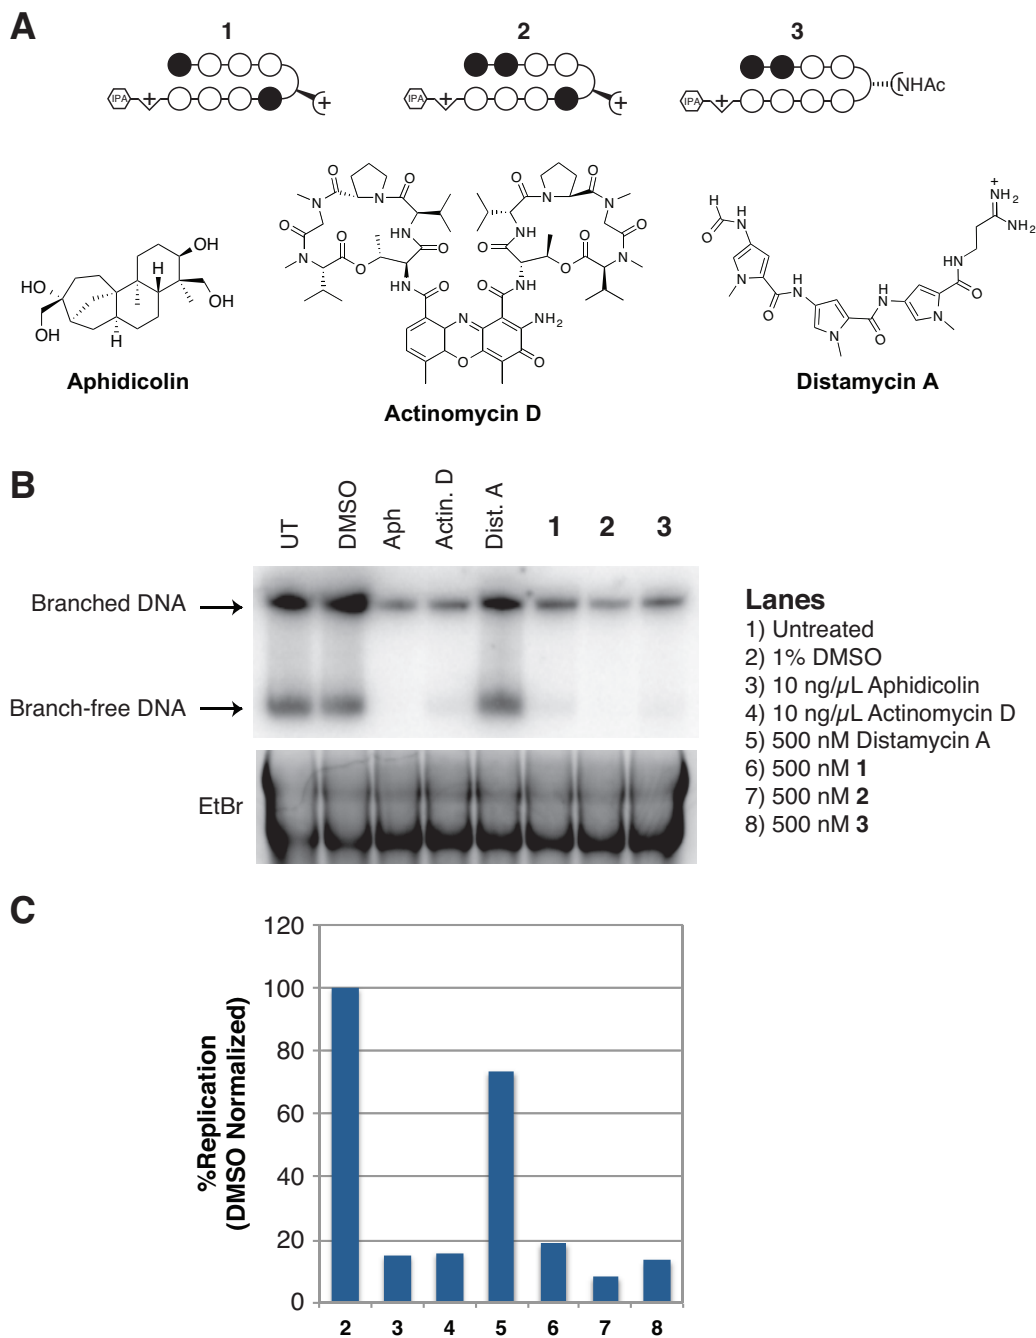 A
1 2 3
IPA + +
IPA + +
IPA + NHAc
OH
HO
H
OH
OH
H
Aphidicolin
O N O
O N O
N
O
NH
O
HN
O
N
O
O
O
N
O
O
O
HN
O
NH
O
O
N
N
NH2
O
O
Actinomycin D
H
O
NH
N
O
HN
N
O
HN
N
O
HN
+
NH2
NH2
Distamycin A
B
UT
DMSO
Aph
Actin. D
Dist. A
1 2 3
Branched DNA
Branch-free DNA
EtBr
Lanes
1) Untreated
2) 1% DMSO
3) 10 ng/µL Aphidicolin
4) 10 ng/µL Actinomycin D
5) 500 nM Distamycin A
6) 500 nM 1
7) 500 nM 2
8) 500 nM 3
C
%Replication
(DMSO Normalized)
120
100
80
60
40
20
0
2 3 4 5 6 7 8